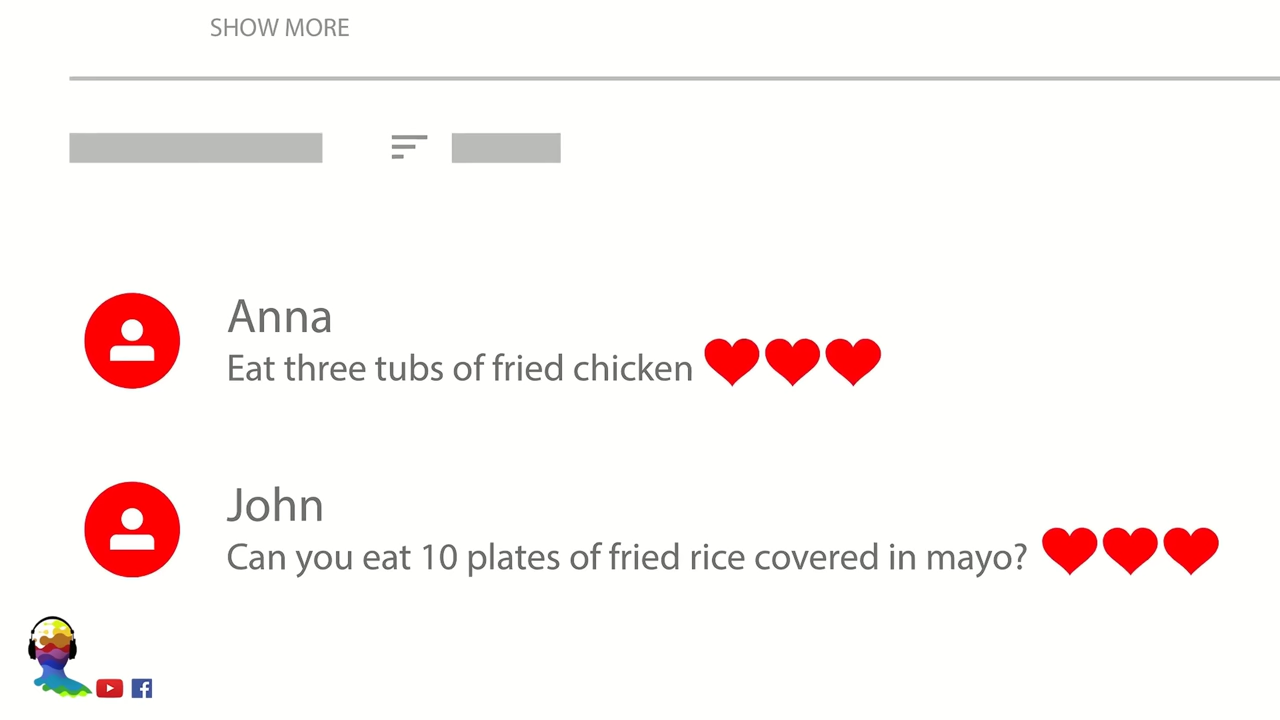 SHOW MORE
Anna
Eat three tubs of fried chicken
John
Can you eat 10 plates of fried rice covered in mayo?